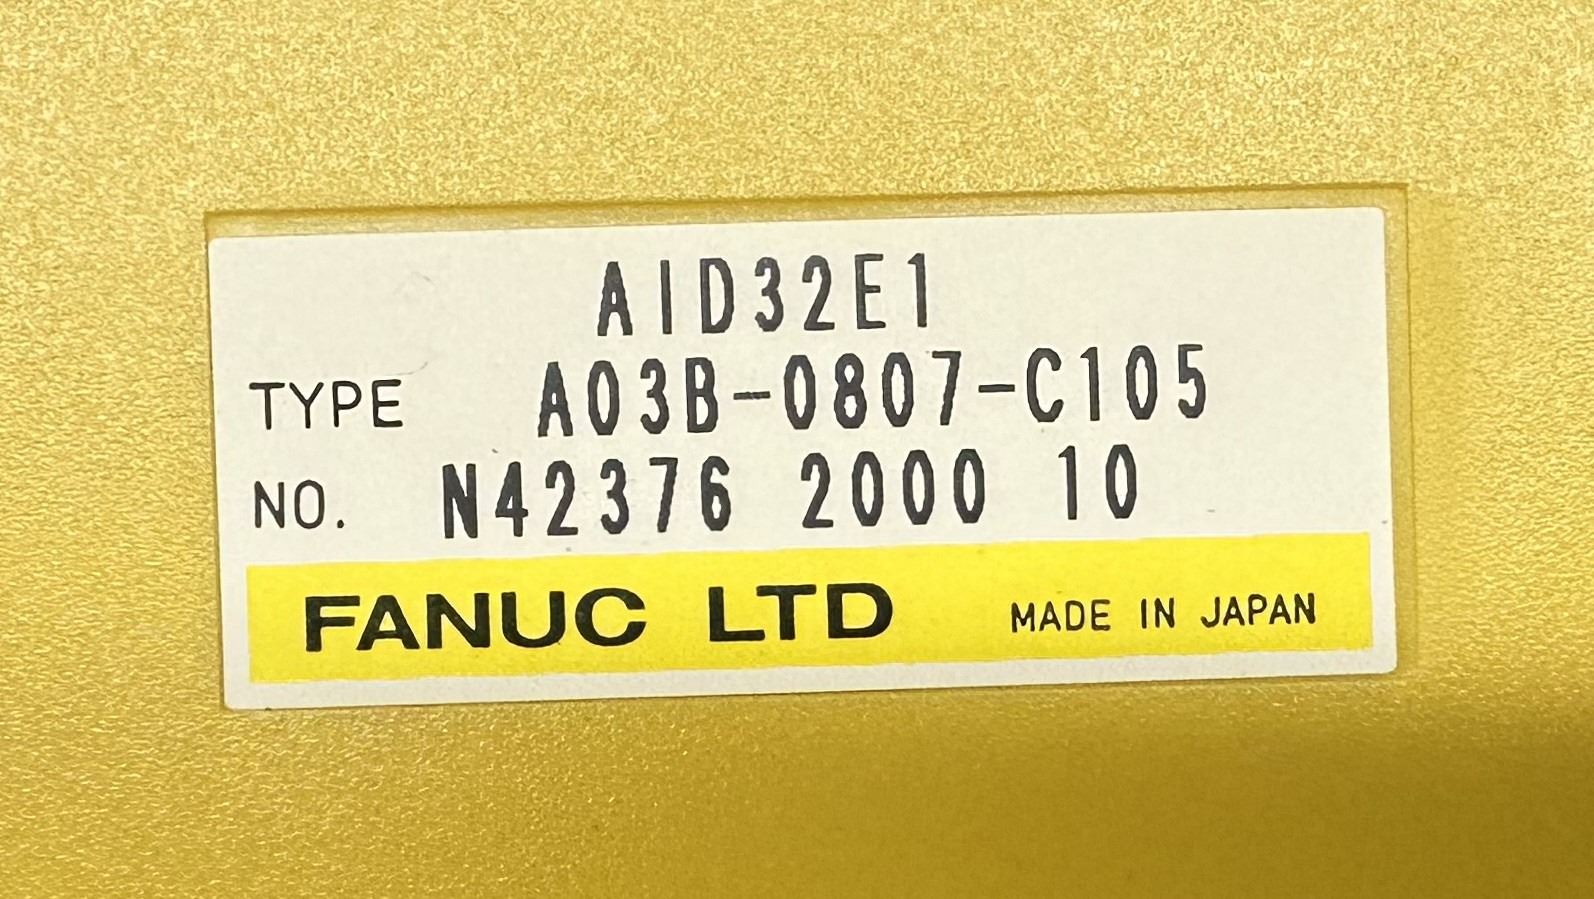 AID32E1
TYPE A03B-0807-C105
NO. N42376 2000 10
FANUC LTD MADE IN JAPAN